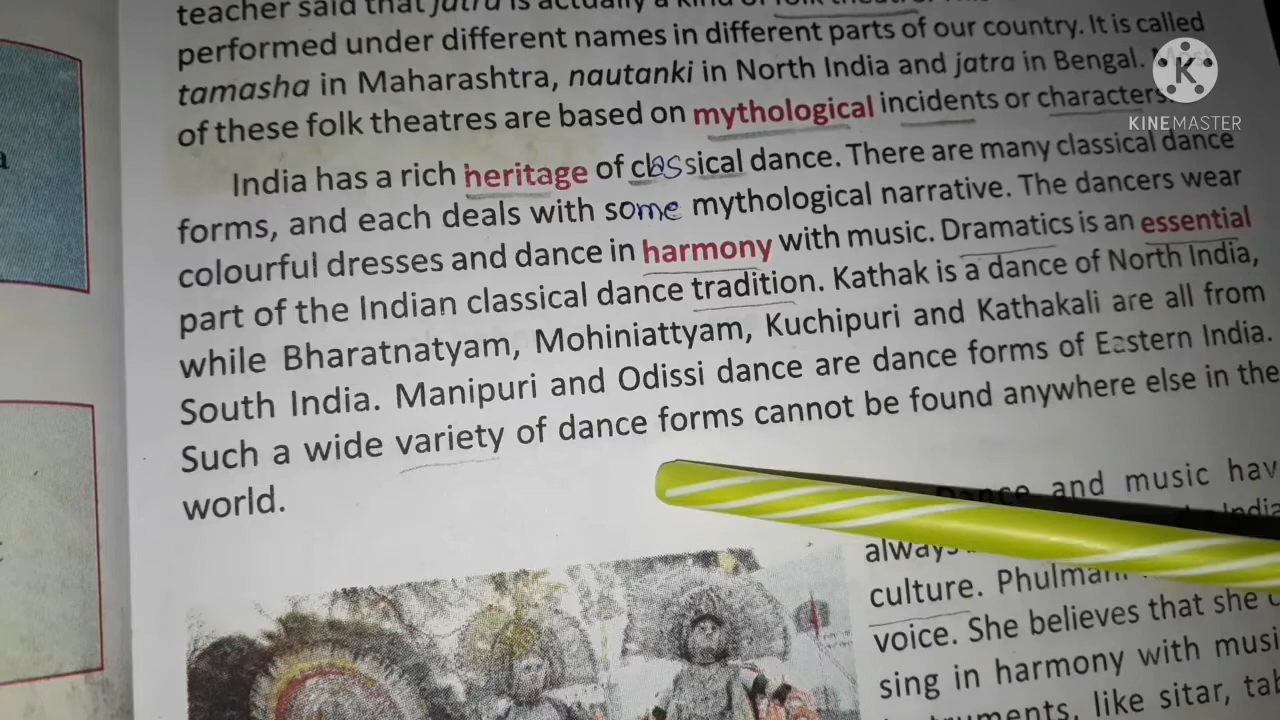 teacher said that jatra is actually a kind of folk theatre.
performed under different names in different parts of our country. It is called
tamasha in Maharashtra, nautanki in North India and jatra in Bengal.
of these folk theatres are based on mythological incidents or characters.
KINEMASTER
India has a rich heritage of classical dance. There are many classical dance
forms, and each deals with some mythological narrative. The dancers wear
colourful dresses and dance in harmony with music. Dramatics is an essential
part of the Indian classical dance tradition. Kathak is a dance of North India,
while Bharatnatyam, Mohiniattyam, Kuchipuri and Kathakali are all from
South India. Manipuri and Odissi dance are dance forms of Eastern India.
Such a wide variety of dance forms cannot be found anywhere else in the
world.
Dance and music hav
always
culture. Phulmani
voice. She believes that she
sing in harmony with musi
like sitar, tab